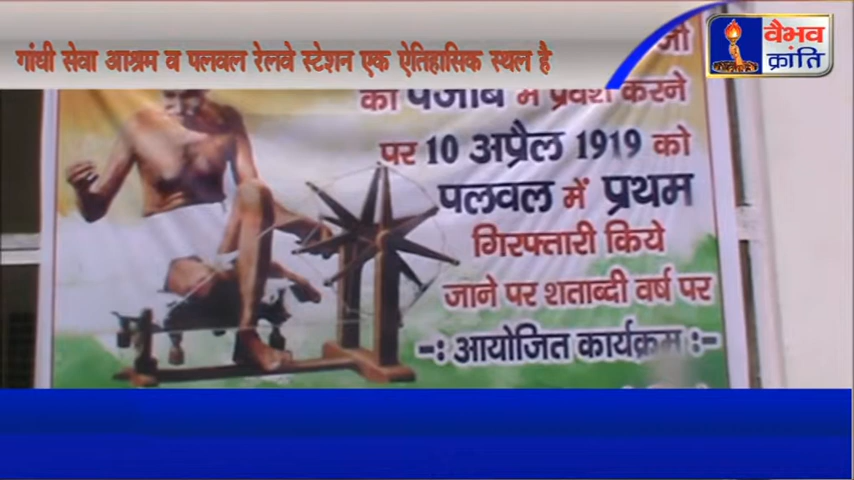 गांधी सेवा आश्रम व पलवल रेलवे स्टेशन एक ऐतिहासिक स्थल है
वैभव
क्रांति
जी
को पंजाब में प्रवेश करने
पर 10 अप्रैल 1919 को
पलवल में प्रथम
गिरफ्तारी किये
जाने पर शताब्दी वर्ष पर
-: आयोजित कार्यक्रम :-